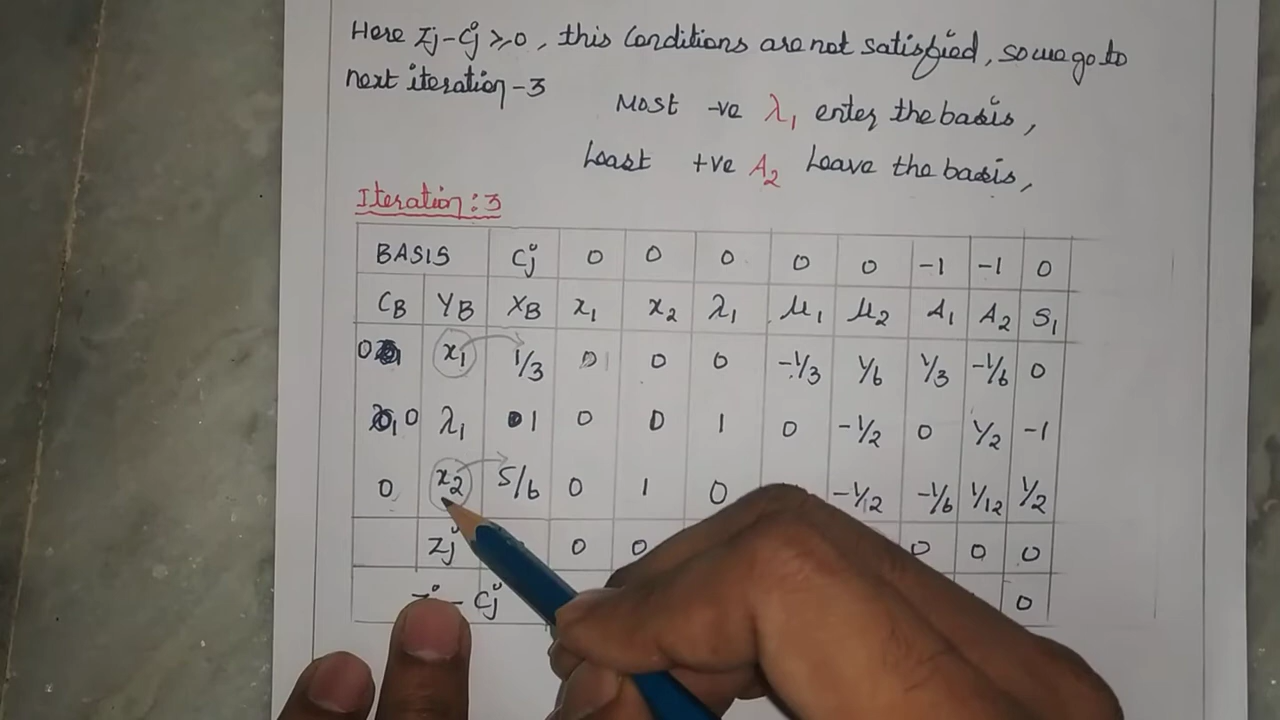 Here Zj-Cj ≥0, this Conditions are not satisfied, so we go to
next iteration-3
Most -ve λ1 enter the basis,
Least +ve A2 Leave the basis,
Iteration: 3
BASIS Cj 0 0 0 0 0 -1 -1 0
CB YB XB x1 x2 λ1 μ1 μ2 A1 A2 S1
0 x1 1/3 1 0 0 -1/3 1/6 1/3 -1/6 0
0 λ1 1 0 0 1 0 -1/2 0 1/2 -1
0 x2 5/6 0 1 0 -1/12 -1/6 1/12 1/2
Zj 0 0 0 0 0
- Cj 0